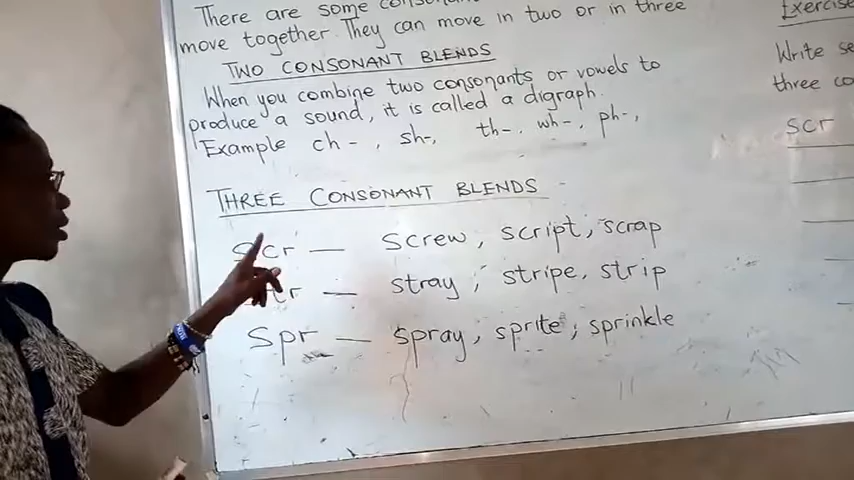 There are some
move together. They can move in two or in three
TWO CONSONANT BLENDS
When you combine two consonants or vowels to
produce a sound, it is called a digraph.
Example ch-, sh-, th-, wh-, ph-,
THREE CONSONANT BLENDS
Scr — screw, script, scrap
str — stray, stripe, strip
Spr — spray, sprite, sprinkle
Exercise
Write
three
scr